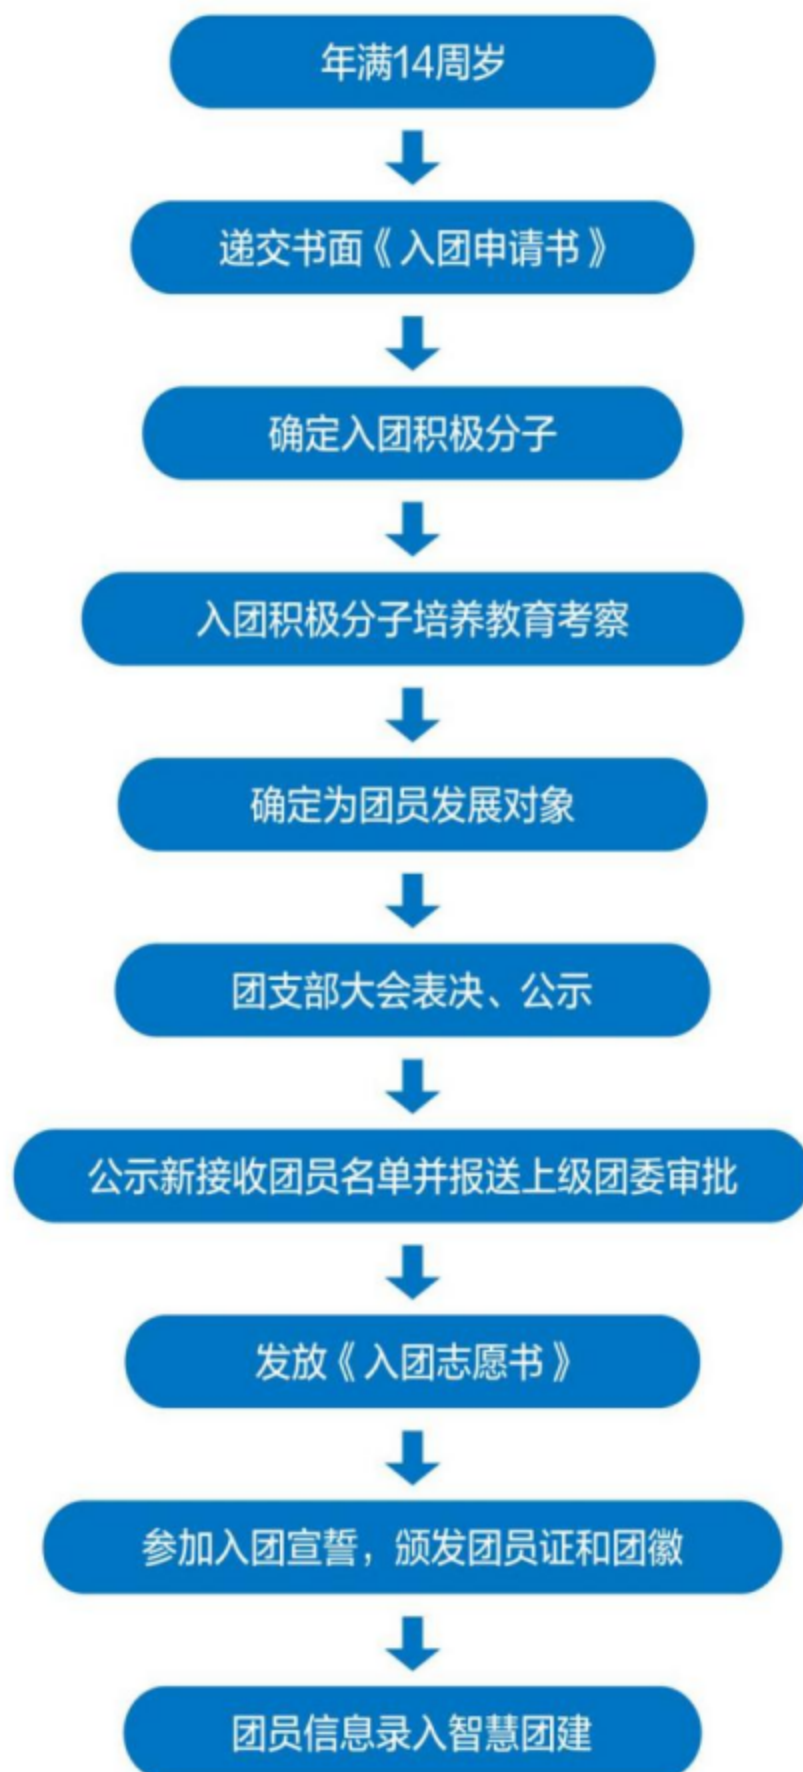 年满14周岁
递交书面《入团申请书》
确定入团积极分子
入团积极分子培养教育考察
确定为团员发展对象
团支部大会表决、公示
公示新接收团员名单并报送上级团委审批
发放《入团志愿书》
参加入团宣誓，颁发团员证和团徽
团员信息录入智慧团建